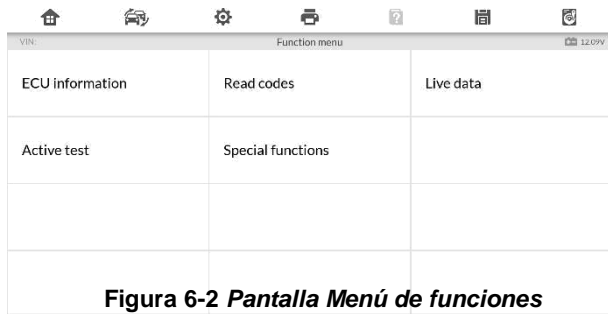 VIN:
Function menu
12.09V
ECU information
Read codes
Live data
Active test
Special functions
Figura 6-2 Pantalla Menú de funciones